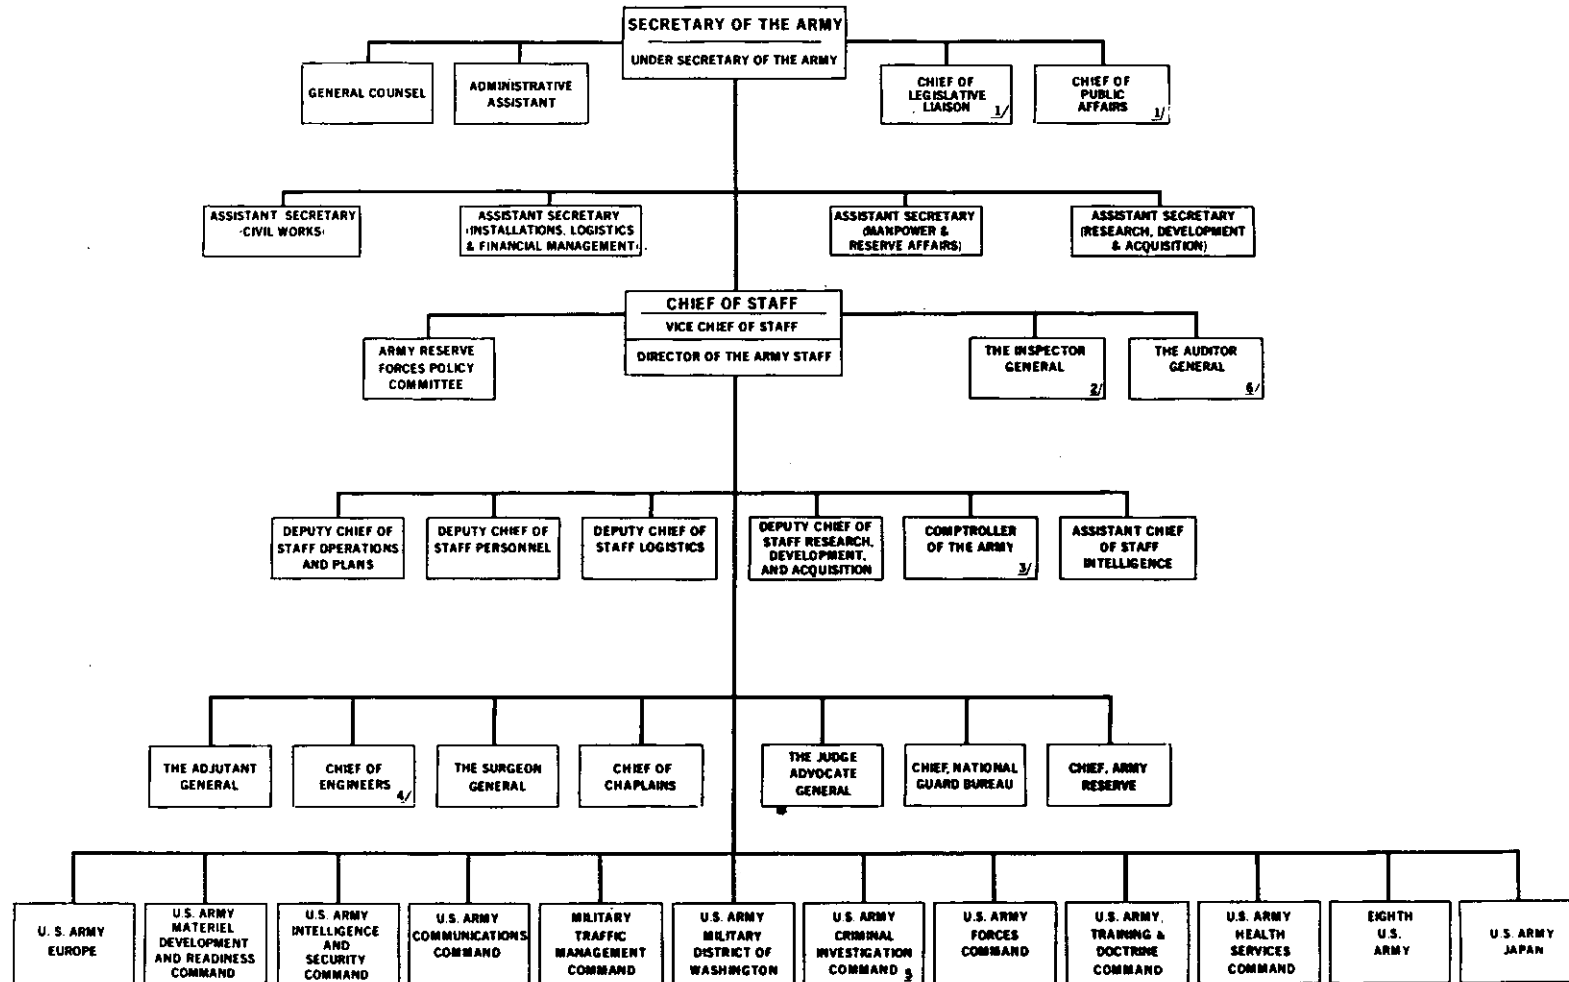 SECRETARY OF THE ARMY
UNDER SECRETARY OF THE ARMY
GENERAL COUNSEL
ADMINISTRATIVE
ASSISTANT
CHIEF OF
LEGISLATIVE
LIAISON
1/
CHIEF OF
PUBLIC
AFFAIRS
1/
ASSISTANT SECRETARY
(CIVIL WORKS)
ASSISTANT SECRETARY
(INSTALLATIONS, LOGISTICS
& FINANCIAL MANAGEMENT)
ASSISTANT SECRETARY
(MANPOWER &
RESERVE AFFAIRS)
ASSISTANT SECRETARY
(RESEARCH, DEVELOPMENT
& ACQUISITION)
CHIEF OF STAFF
VICE CHIEF OF STAFF
DIRECTOR OF THE ARMY STAFF
ARMY RESERVE
FORCES POLICY
COMMITTEE
THE INSPECTOR
GENERAL
2/
THE AUDITOR
GENERAL
6/
DEPUTY CHIEF OF
STAFF OPERATIONS
AND PLANS
DEPUTY CHIEF OF
STAFF PERSONNEL
DEPUTY CHIEF OF
STAFF LOGISTICS
DEPUTY CHIEF OF
STAFF RESEARCH,
DEVELOPMENT,
AND ACQUISITION
COMPTROLLER
OF THE ARMY
3/
ASSISTANT CHIEF
OF STAFF
INTELLIGENCE
THE ADJUTANT
GENERAL
CHIEF OF
ENGINEERS
4/
THE SURGEON
GENERAL
CHIEF OF
CHAPLAINS
THE JUDGE
ADVOCATE
GENERAL
CHIEF, NATIONAL
GUARD BUREAU
CHIEF, ARMY
RESERVE
U. S. ARMY
EUROPE
U.S. ARMY
MATERIEL
DEVELOPMENT
AND READINESS
COMMAND
U.S. ARMY
INTELLIGENCE
AND
SECURITY
COMMAND
U.S. ARMY
COMMUNICATIONS
COMMAND
MILITARY
TRAFFIC
MANAGEMENT
COMMAND
U.S. ARMY
MILITARY
DISTRICT OF
WASHINGTON
U.S. ARMY
CRIMINAL
INVESTIGATION
COMMAND 5
U.S. ARMY
FORCES
COMMAND
U.S. ARMY,
TRAINING &
DOCTRINE
COMMAND
U.S. ARMY
HEALTH
SERVICES
COMMAND
EIGHTH
U.S.
ARMY
U.S. ARMY
JAPAN